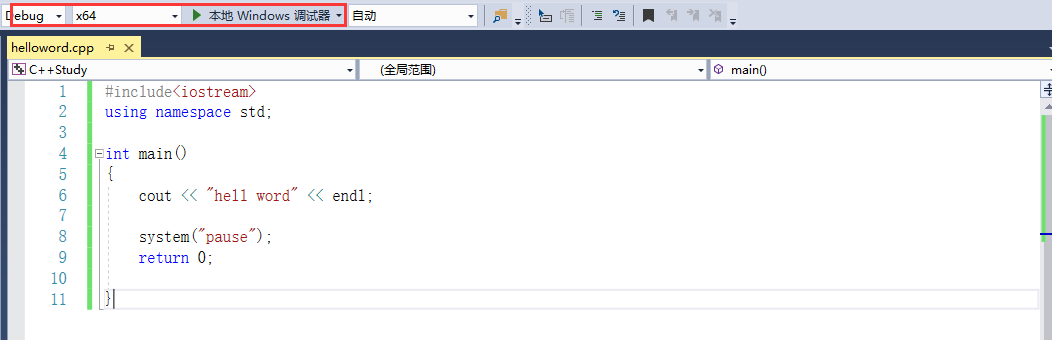 Debug x64 本地 Windows 调试器 自动
helloword.cpp
C++Study (全局范围) main()
1 #include<iostream>
2 using namespace std;
3
4 int main()
5 {
6 cout << "hell word" << endl;
7
8 system("pause");
9 return 0;
10
11 }